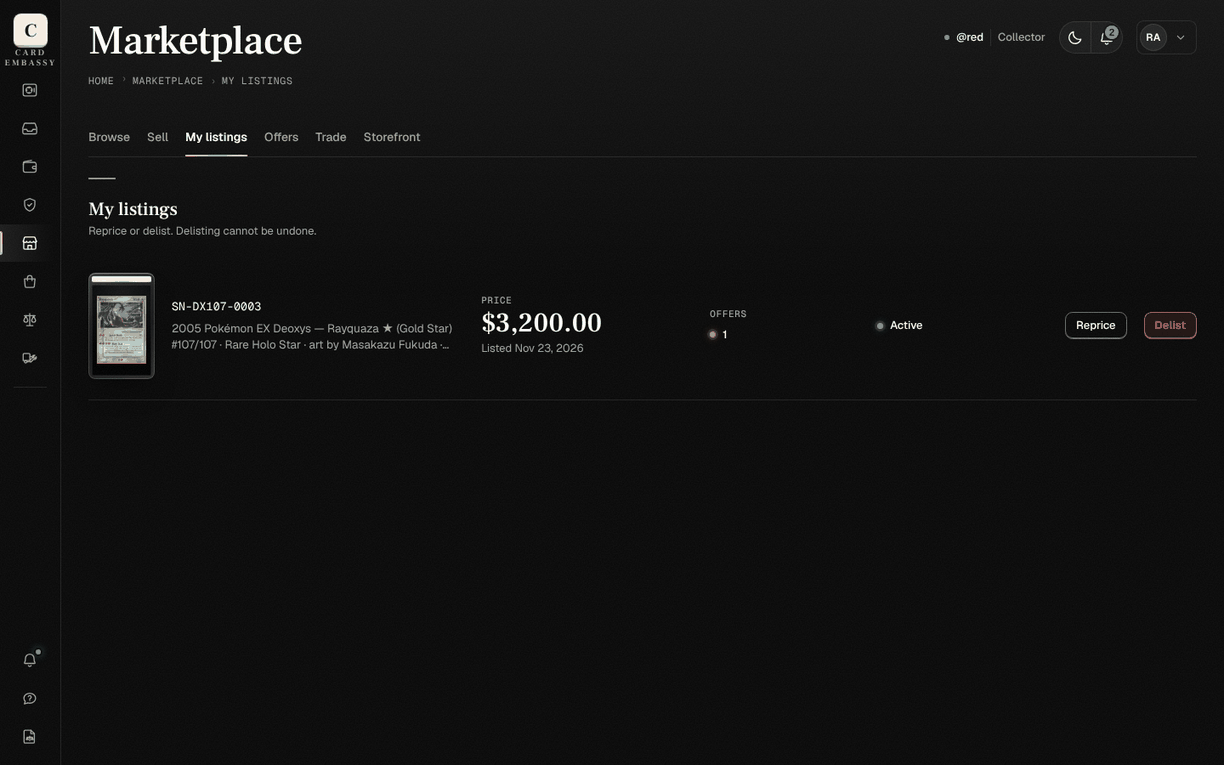 C
CARD
EMBASSY
Marketplace
@red
Collector
2
RA
HOME › MARKETPLACE › MY LISTINGS
Browse
Sell
My listings
Offers
Trade
Storefront
My listings
Reprice or delist. Delisting cannot be undone.
SN-DX107-0003
2005 Pokémon EX Deoxys — Rayquaza ★ (Gold Star)
#107/107 · Rare Holo Star · art by Masakazu Fukuda ·…
PRICE
$3,200.00
Listed Nov 23, 2026
OFFERS
1
Active
Reprice
Delist